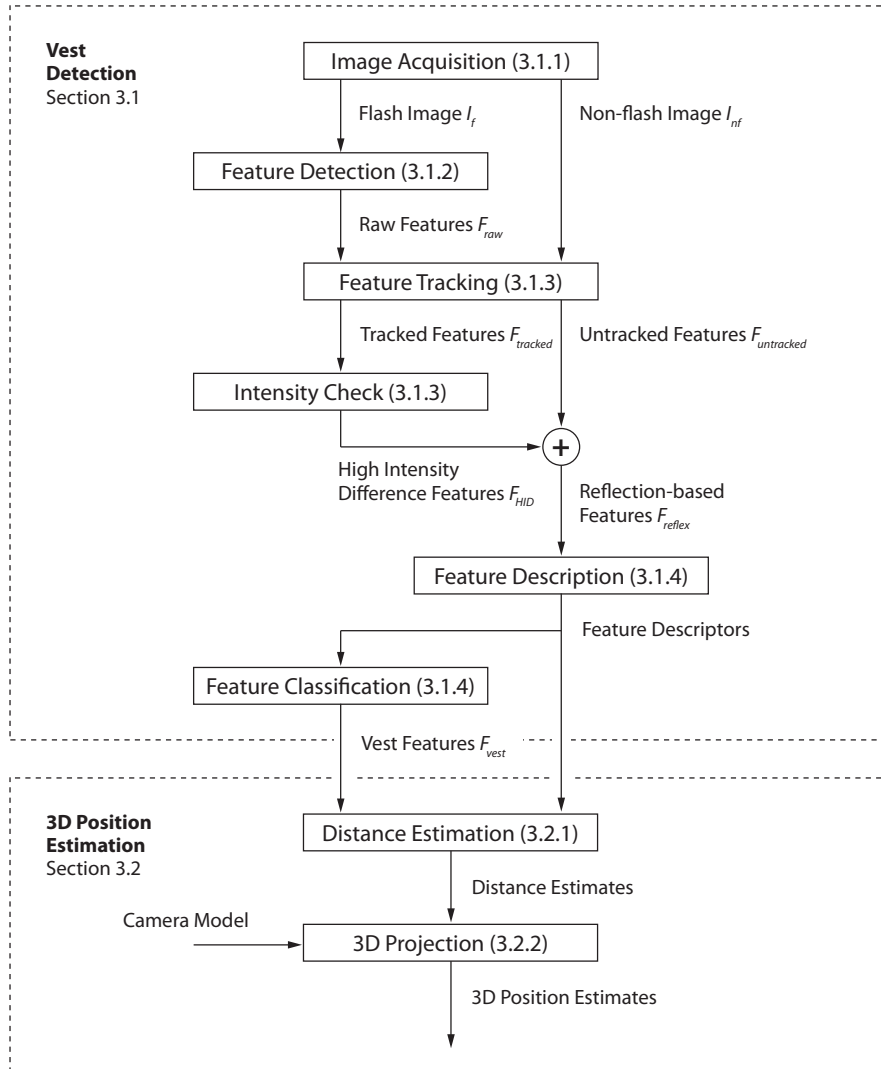 Vest
Detection
Section 3.1
Image Acquisition (3.1.1)
Flash Image I_f
Non-flash Image I_nf
Feature Detection (3.1.2)
Raw Features F_raw
Feature Tracking (3.1.3)
Tracked Features F_tracked
Untracked Features F_untracked
Intensity Check (3.1.3)
+
High Intensity
Difference Features F_HID
Reflection-based
Features F_reflex
Feature Description (3.1.4)
Feature Descriptors
Feature Classification (3.1.4)
Vest Features F_vest
3D Position
Estimation
Section 3.2
Distance Estimation (3.2.1)
Distance Estimates
Camera Model
3D Projection (3.2.2)
3D Position Estimates